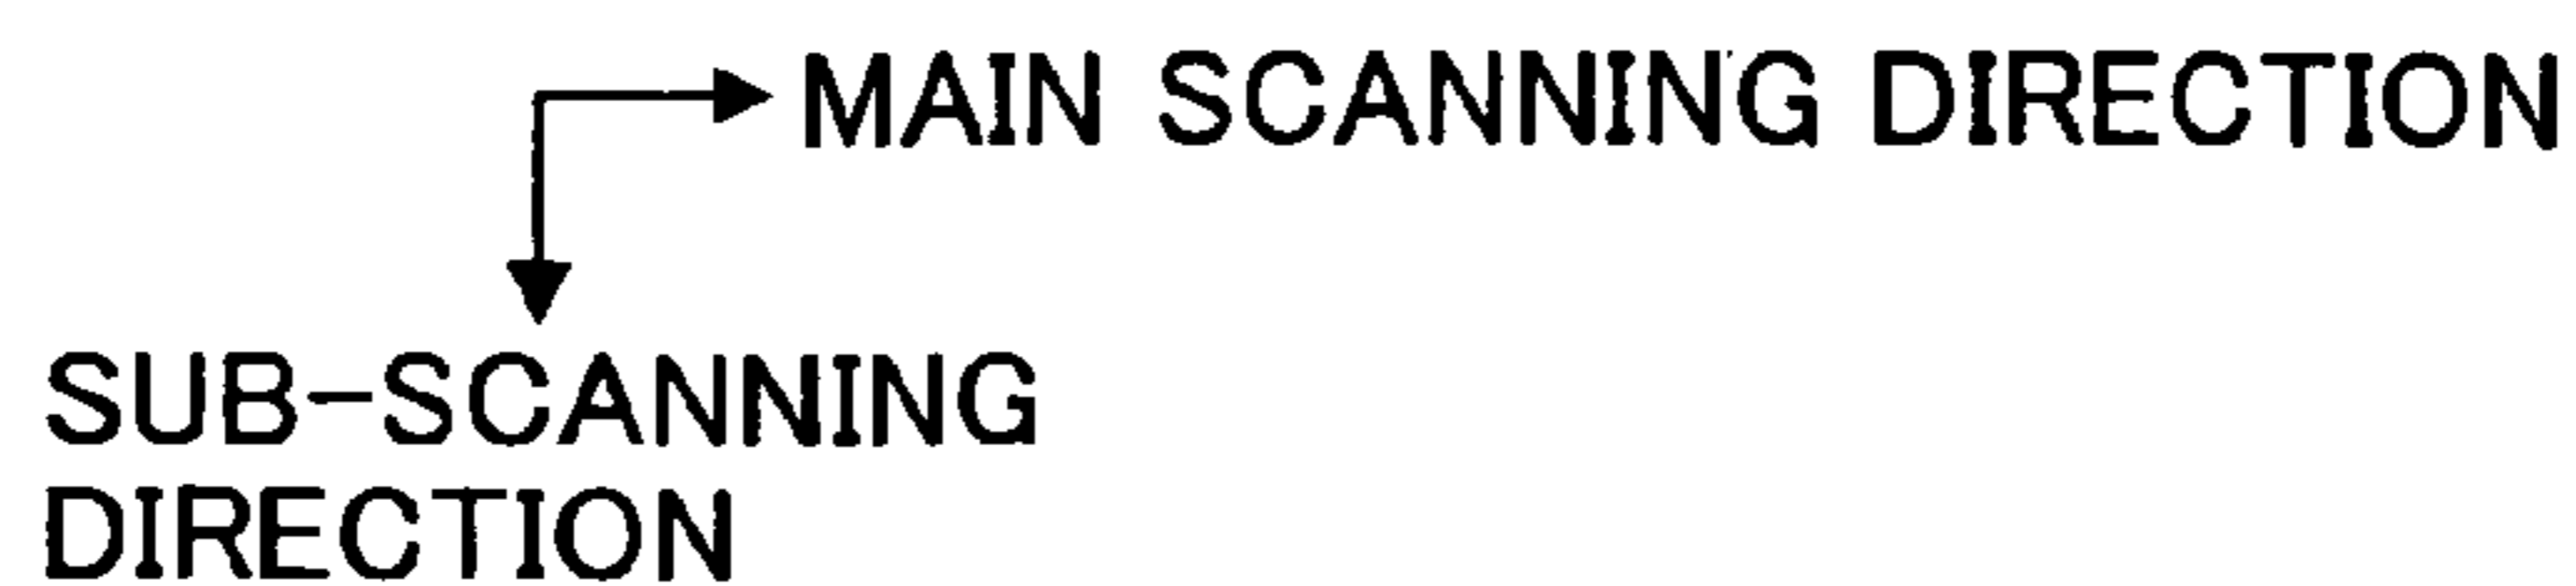 MAIN SCANNING DIRECTION
SUB-SCANNING
DIRECTION